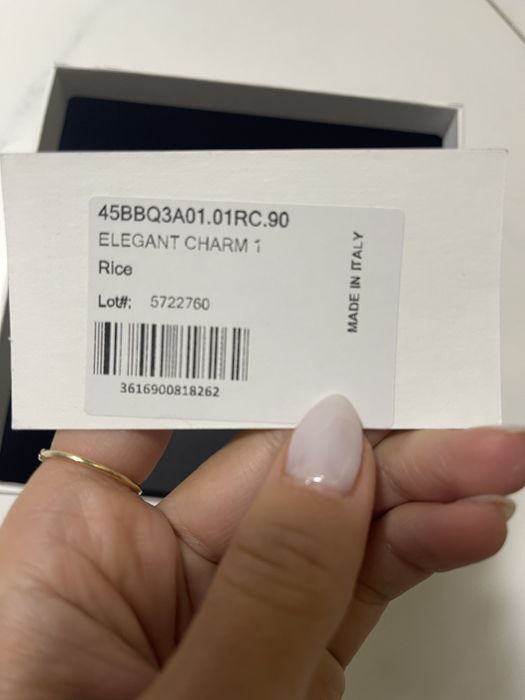 45BBQ3A01.01RC.90
ELEGANT CHARM 1
Rice
Lot#: 5722760
3616900818262
MADE IN ITALY